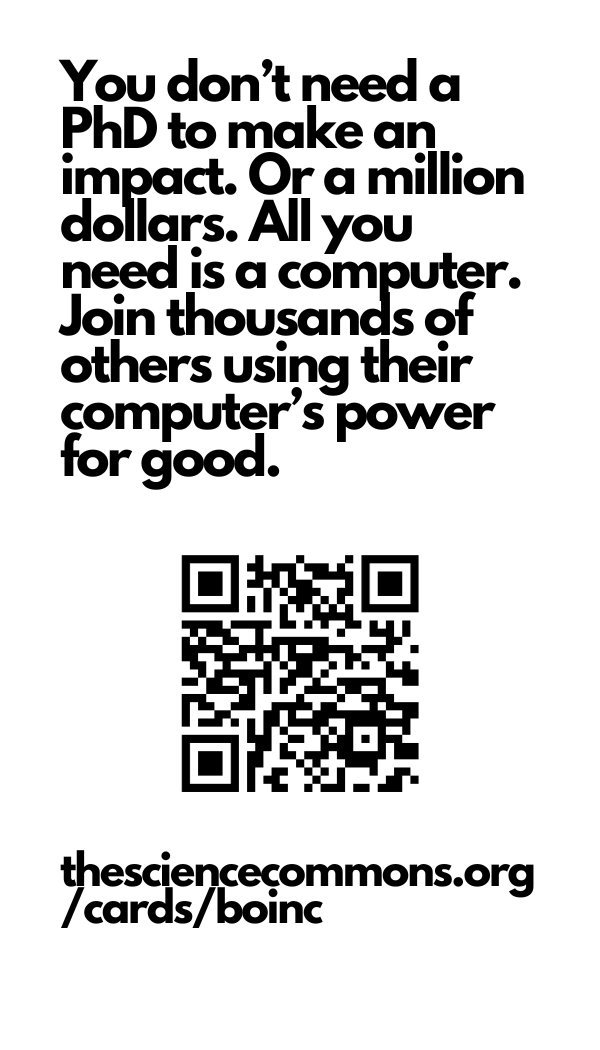 You don’t need a
PhD to make an
impact. Or a million
dollars. All you
need is a computer.
Join thousands of
others using their
computer’s power
for good.
thesciencecommons.org
/cards/boinc